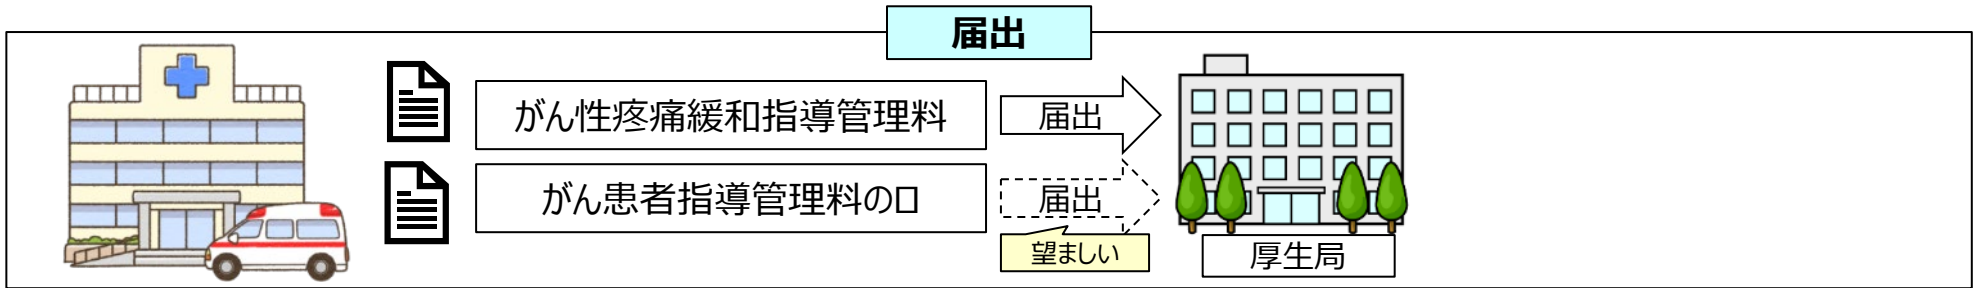 届出
がん性疼痛緩和指導管理料
届出
がん患者指導管理料のロ
届出
望ましい
厚生局